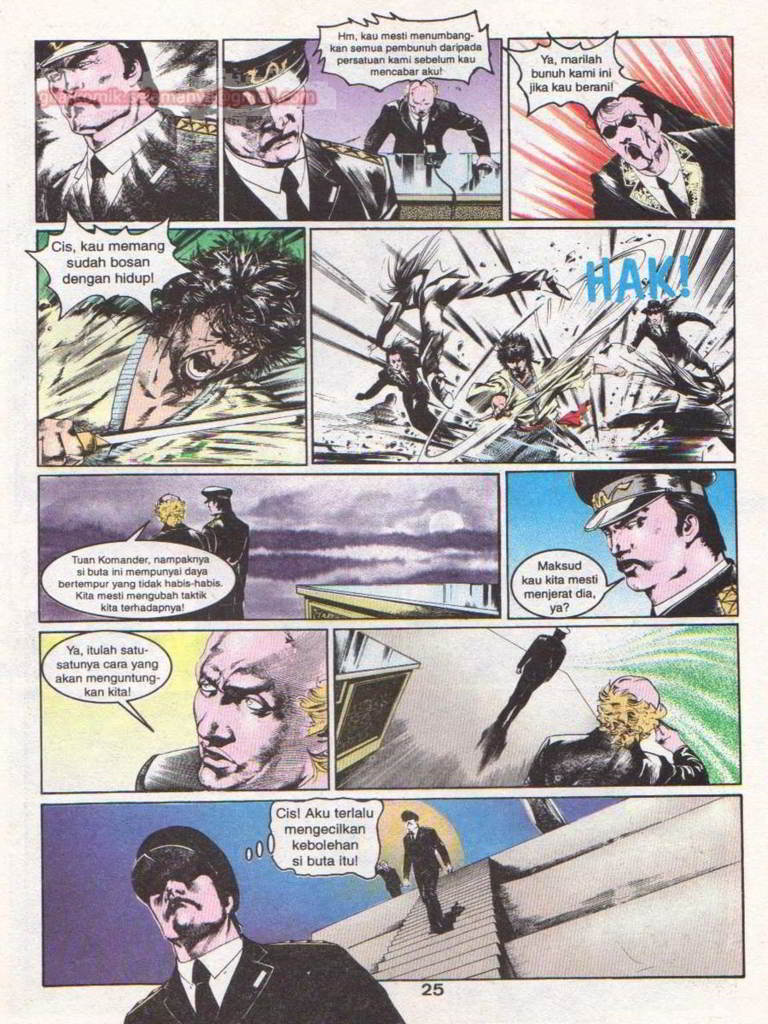 Hm, kau mesti menumbang-
kan semua pembunuh daripada
persatuan kami sebelum kau
mencabar aku!
Ya, marilah
bunuh kami ini
jika kau berani!
Cis, kau memang
sudah bosan
dengan hidup!
HAK!
Tuan Komander, nampaknya
si buta ini mempunyai daya
bertempur yang tidak habis-habis.
Kita mesti mengubah taktik
kita terhadapnya!
Maksud
kau kita mesti
menjerat dia,
ya?
Ya, itulah satu-
satunya cara yang
akan menguntung-
kan kita!
Cis! Aku terlalu
mengecilkan
kebolehan
si buta itu!
25